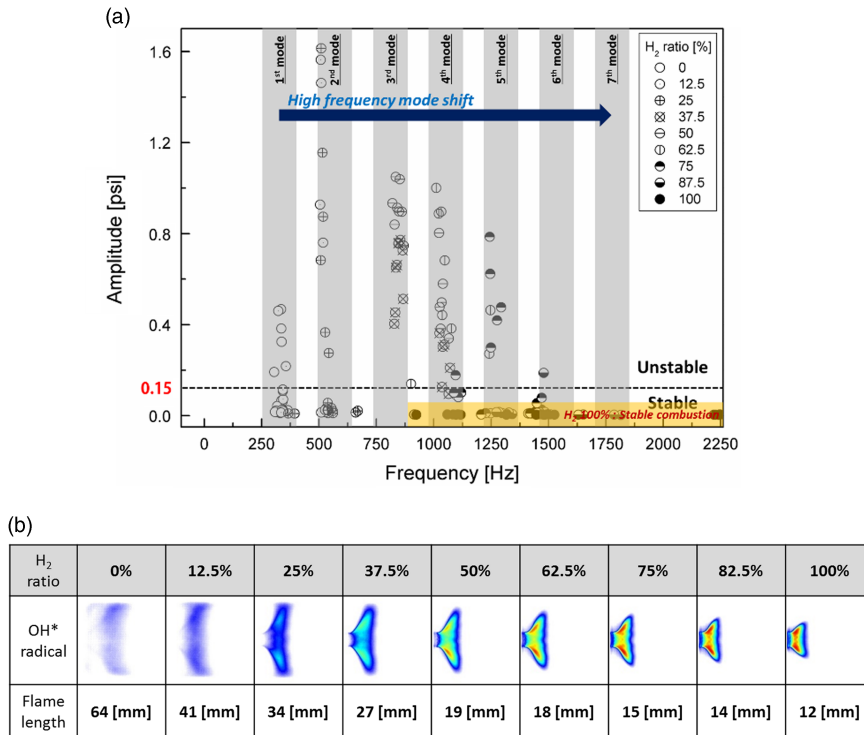 (a)
1st mode
2nd mode
3rd mode
4th mode
5th mode
6th mode
7th mode
H2 ratio [%]
0
12.5
25
37.5
50
62.5
75
87.5
100
High frequency mode shift
Amplitude [psi]
1.6
1.2
0.8
0.4
0.15
0.0
Unstable
Stable
H2 100% : Stable combustion
0 250 500 750 1000 1250 1500 1750 2000 2250
Frequency [Hz]
(b)
H2 ratio 0% 12.5% 25% 37.5% 50% 62.5% 75% 82.5% 100%
OH* radical
Flame length 64 [mm] 41 [mm] 34 [mm] 27 [mm] 19 [mm] 18 [mm] 15 [mm] 14 [mm] 12 [mm]